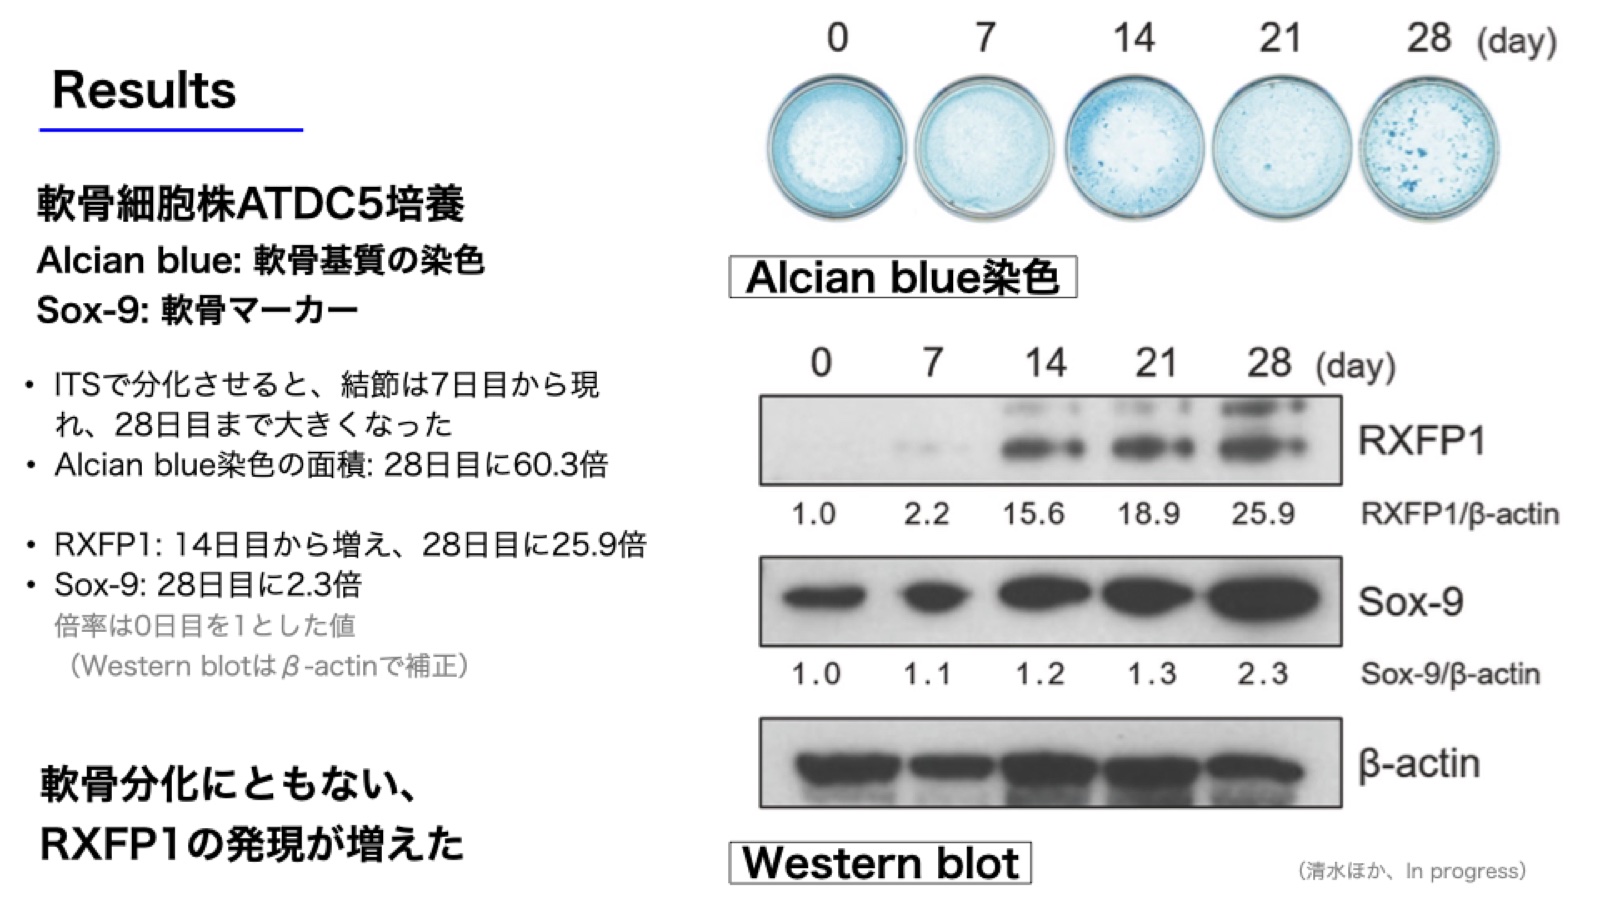 Results
軟骨細胞株ATDC5培養
Alcian blue: 軟骨基質の染色
Sox-9: 軟骨マーカー
• ITSで分化させると、結節は7日目から現
れ、28日目まで大きくなった
• Alcian blue染色の面積: 28日目に60.3倍
• RXFP1: 14日目から増え、28日目に25.9倍
• Sox-9: 28日目に2.3倍
倍率は0日目を1とした値
（Western blotはβ-actinで補正）
軟骨分化にともない、
RXFP1の発現が増えた
0 7 14 21 28 (day)
Alcian blue染色
0 7 14 21 28 (day)
RXFP1
1.0 2.2 15.6 18.9 25.9 RXFP1/β-actin
Sox-9
1.0 1.1 1.2 1.3 2.3 Sox-9/β-actin
β-actin
Western blot
（清水ほか、In progress）